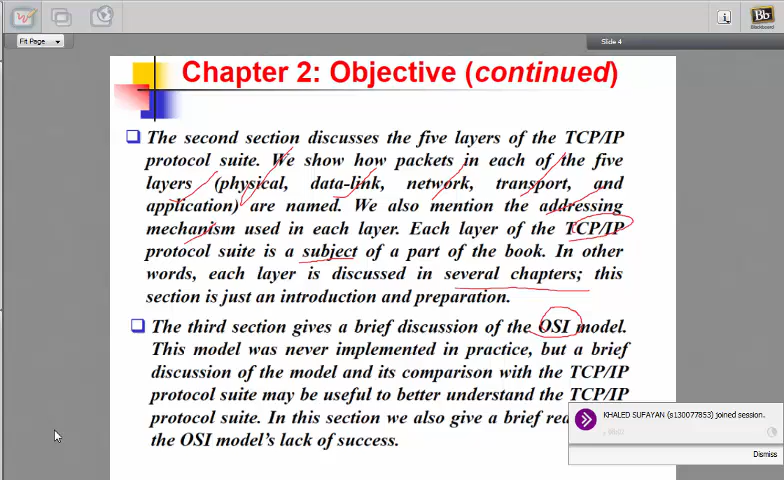 Bb
Blackboard
Fit Page
Slide 4
Chapter 2: Objective (continued)
The second section discusses the five layers of the TCP/IP
protocol suite. We show how packets in each of the five
layers (physical, data-link, network, transport, and
application) are named. We also mention the addressing
mechanism used in each layer. Each layer of the TCP/IP
protocol suite is a subject of a part of the book. In other
words, each layer is discussed in several chapters; this
section is just an introduction and preparation.
The third section gives a brief discussion of the OSI model.
This model was never implemented in practice, but a brief
discussion of the model and its comparison with the TCP/IP
protocol suite may be useful to better understand the TCP/IP
protocol suite. In this section we also give a brief rea
the OSI model's lack of success.
KHALED SUFAYAN (s130077853) joined session.
Dismiss